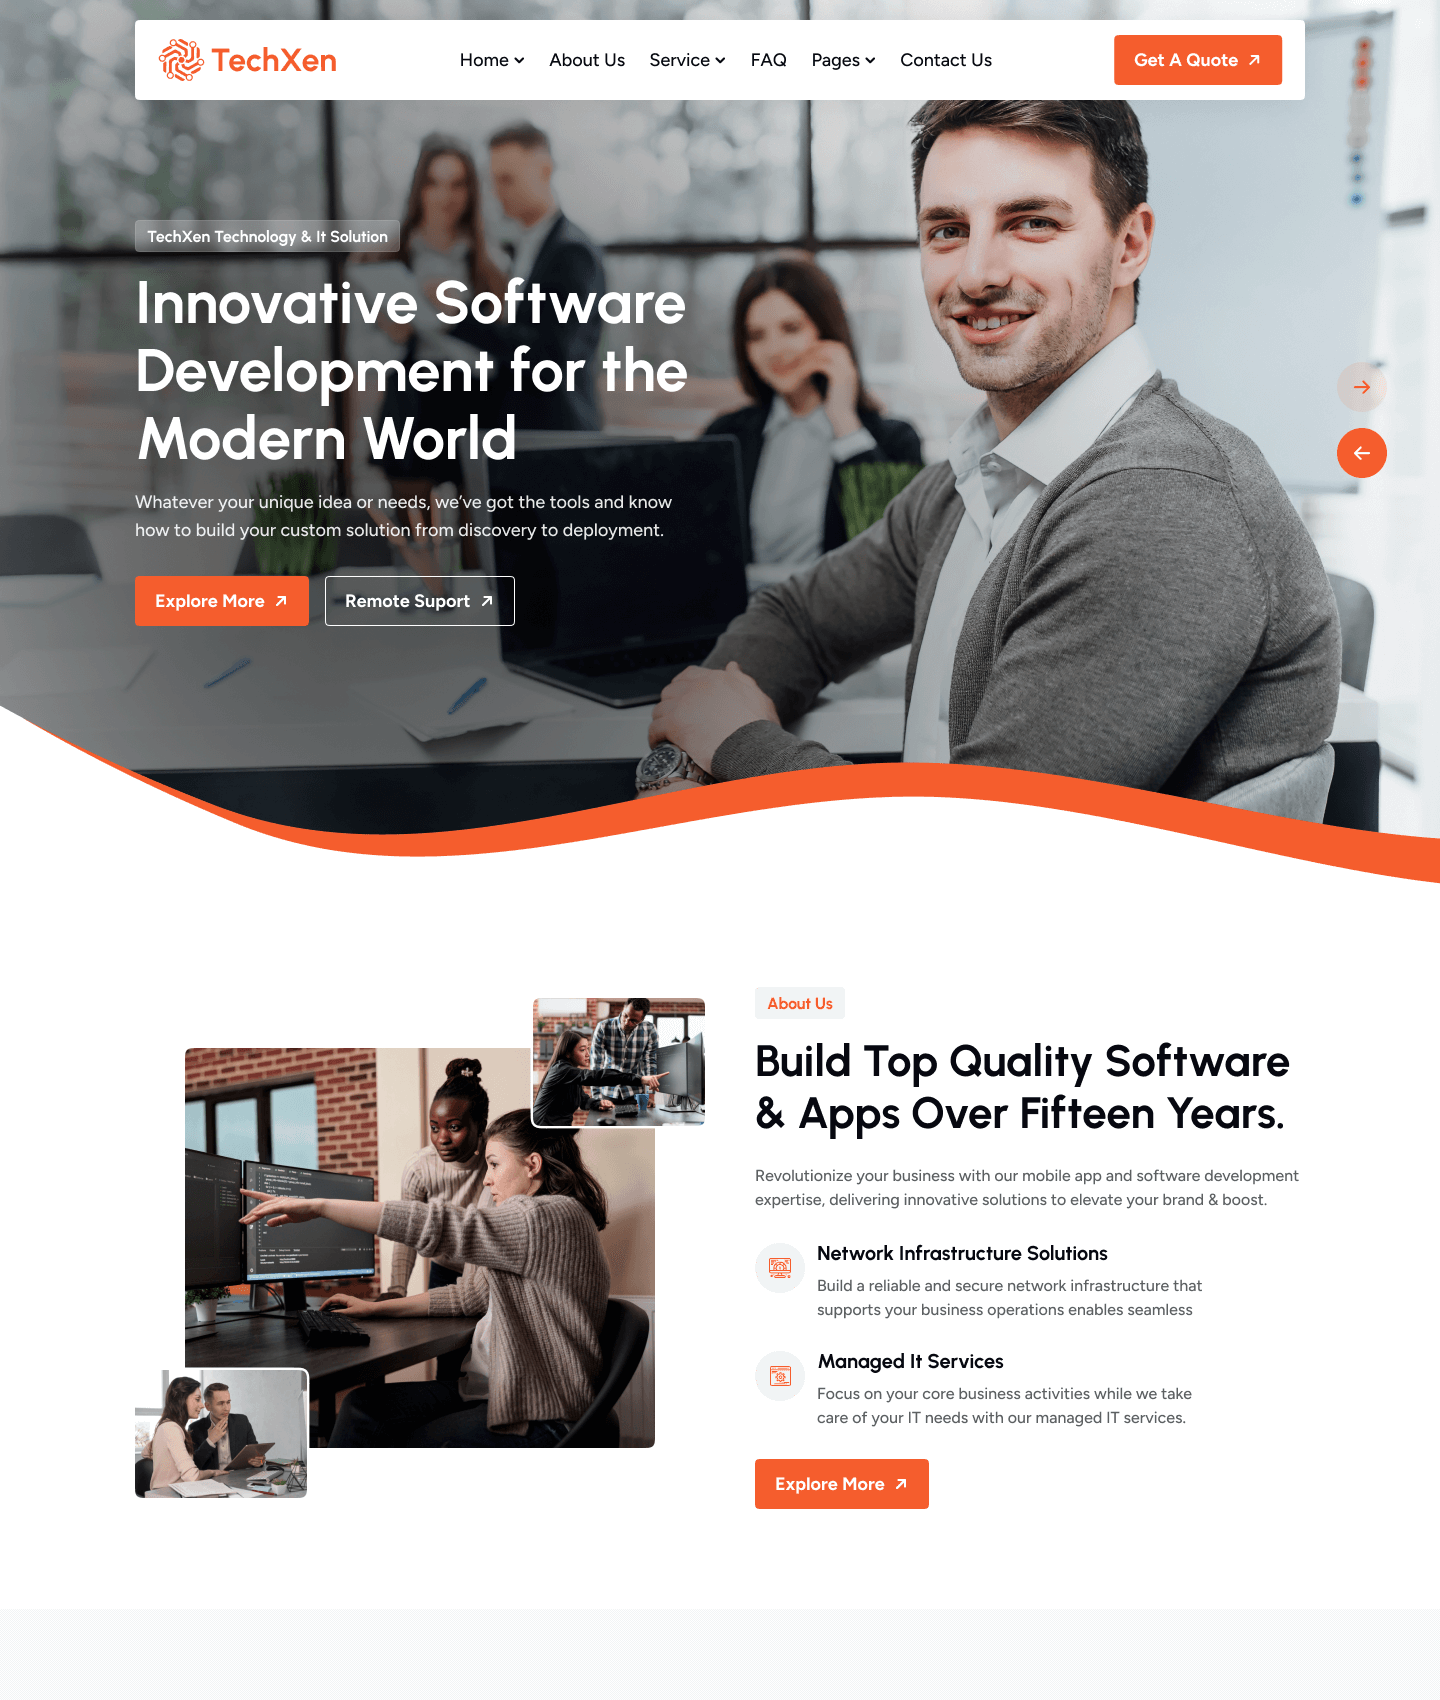 TechXen
Home
About Us
Service
FAQ
Pages
Contact Us
Get A Quote
TechXen Technology & It Solution
Innovative Software
Development for the
Modern World
Whatever your unique idea or needs, we’ve got the tools and know
how to build your custom solution from discovery to deployment.
Explore More
Remote Suport
About Us
Build Top Quality Software
& Apps Over Fifteen Years.
Revolutionize your business with our mobile app and software development
expertise, delivering innovative solutions to elevate your brand & boost.
Network Infrastructure Solutions
Build a reliable and secure network infrastructure that
supports your business operations enables seamless
Managed It Services
Focus on your core business activities while we take
care of your IT needs with our managed IT services.
Explore More